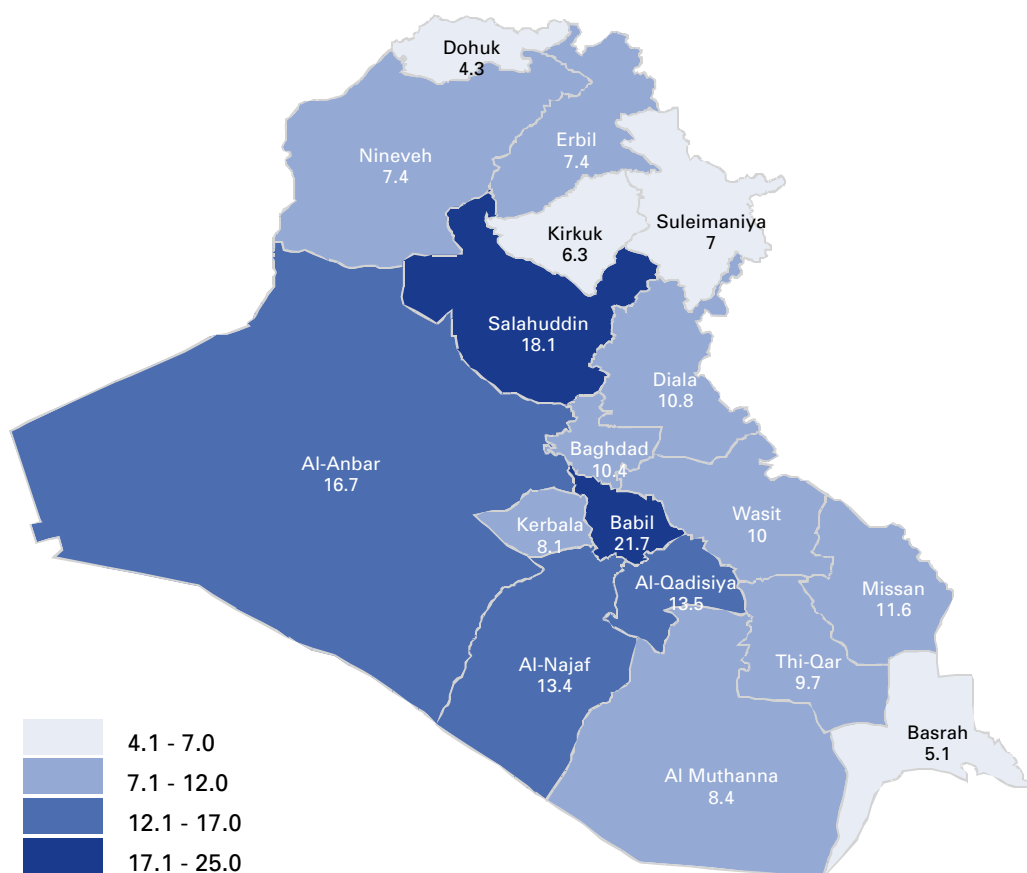 Dohuk
4.3
Erbil
7.4
Nineveh
7.4
Suleimaniya
7
Kirkuk
6.3
Salahuddin
18.1
Diala
10.8
Baghdad
10.4
Al-Anbar
16.7
Wasit
10
Kerbala
8.1
Babil
21.7
Al-Qadisiya
13.5
Missan
11.6
Al-Najaf
13.4
Thi-Qar
9.7
Basrah
5.1
Al Muthanna
8.4
4.1 - 7.0
7.1 - 12.0
12.1 - 17.0
17.1 - 25.0